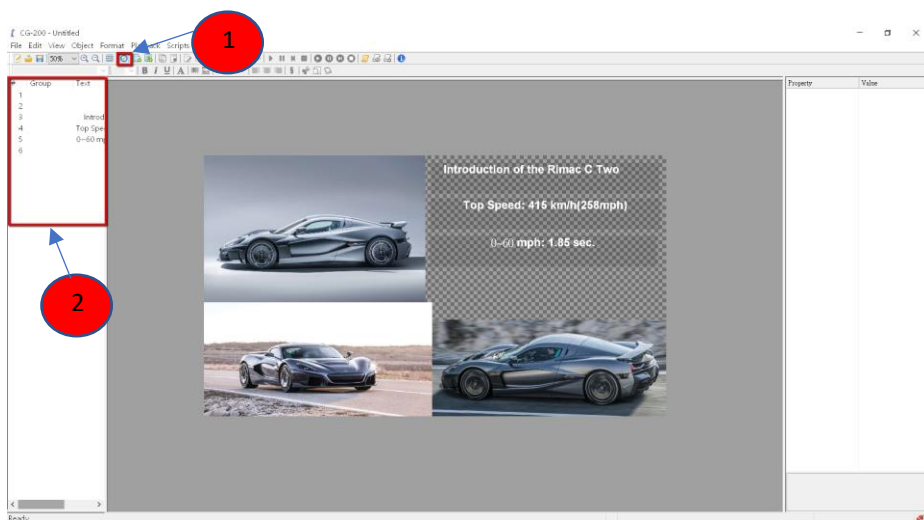 CG-200 - Untitled
File Edit View Object Format Scripts
1
50%
B I U A
# Group Text
Property Value
1
2
3 Introd
4 Top Spe
5 0~60 m
6
Introduction of the Rimac C Two
Top Speed: 415 km/h(258mph)
0~60 mph: 1.85 sec.
2
Ready